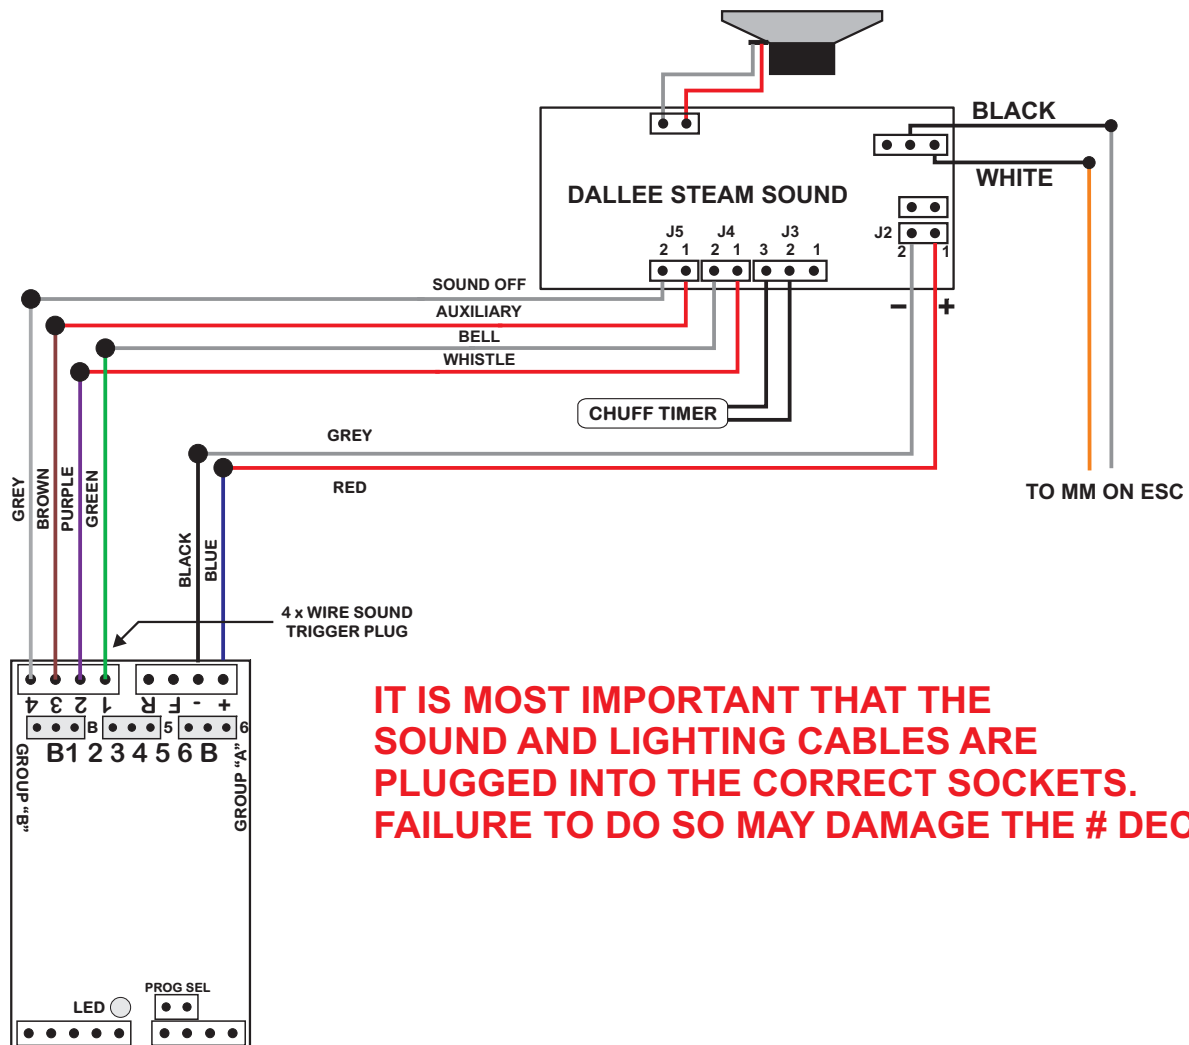 BLACK
WHITE
DALLEE STEAM SOUND
J5
J4
J3
J2
2 1
2 1
3 2 1
2
1
SOUND OFF
AUXILIARY
BELL
WHISTLE
– +
CHUFF TIMER
GREY
RED
TO MM ON ESC
GREY
BROWN
PURPLE
GREEN
BLACK
BLUE
4 x WIRE SOUND
TRIGGER PLUG
4 3 2 1
R F - +
B
5
6
B1 2 3 4 5 6 B
GROUP “B”
GROUP “A”
IT IS MOST IMPORTANT THAT THE
SOUND AND LIGHTING CABLES ARE
PLUGGED INTO THE CORRECT SOCKETS.
FAILURE TO DO SO MAY DAMAGE THE # DEC
PROG SEL
LED